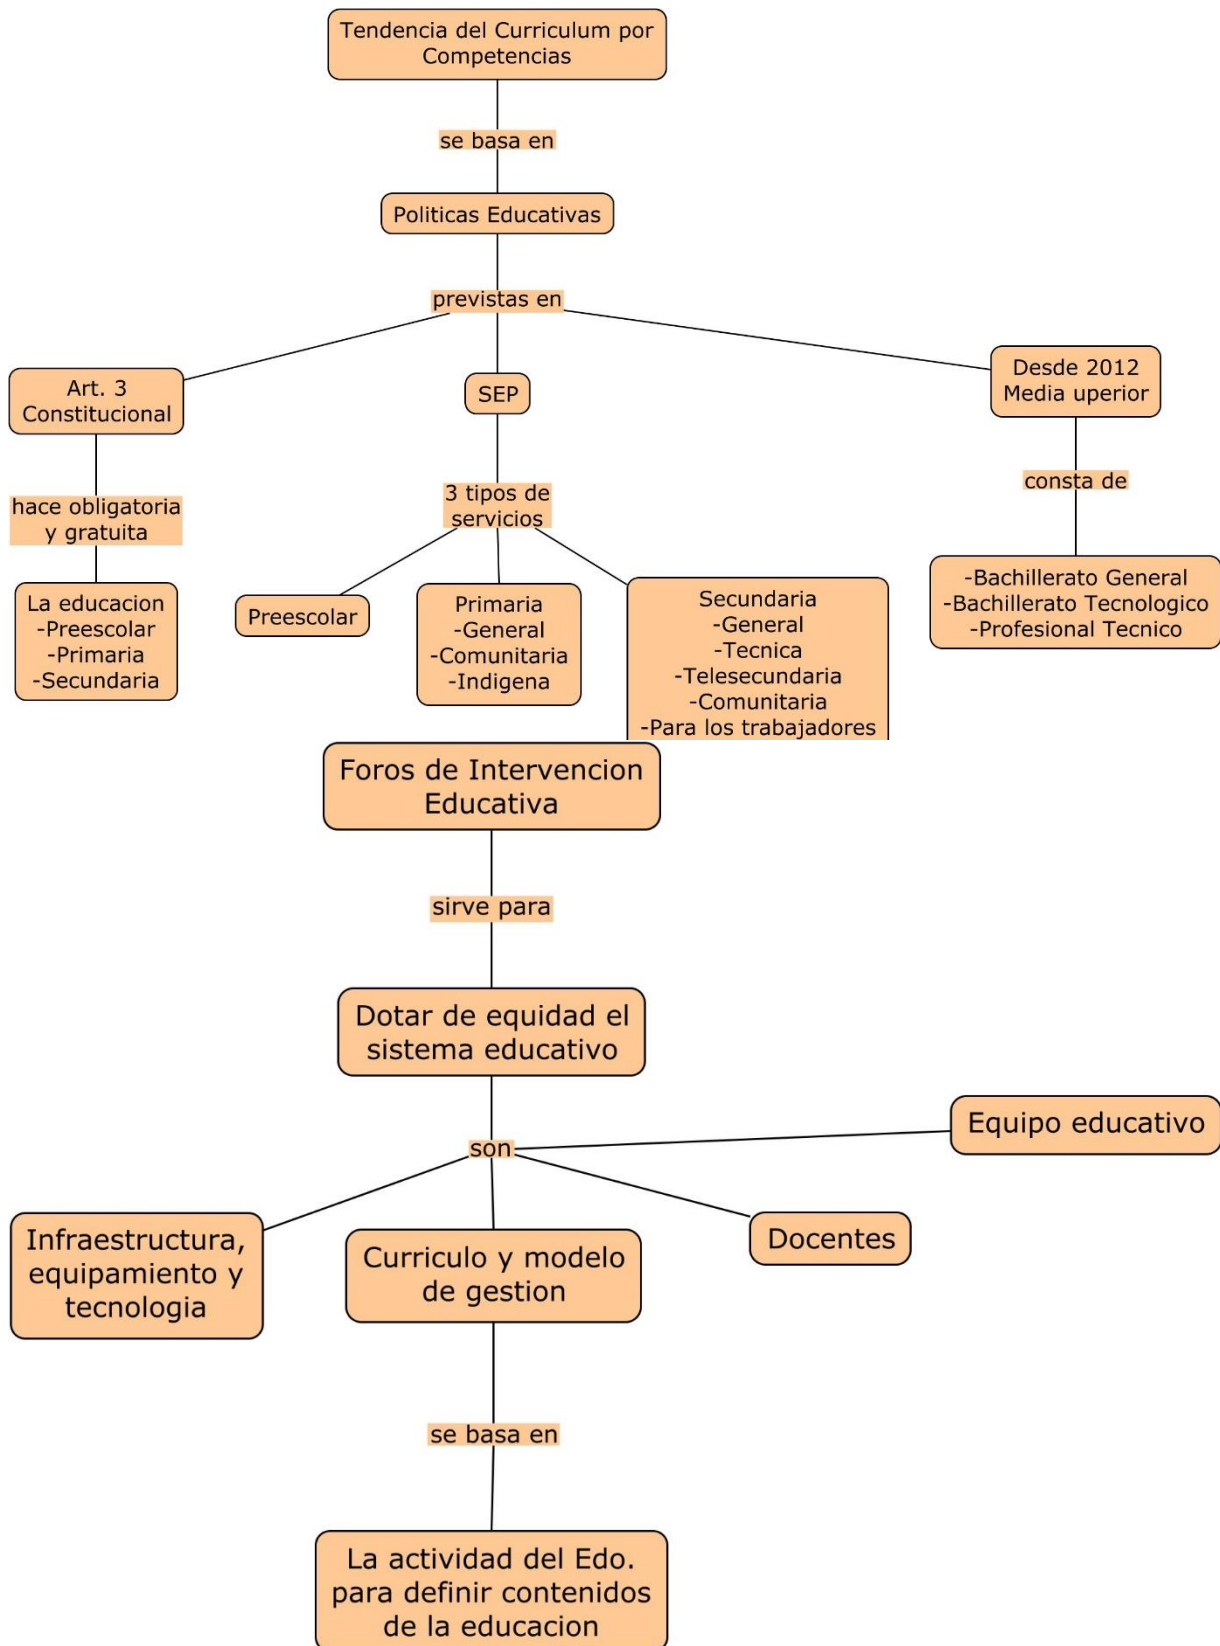 Tendencia del Curriculum por
Competencias
se basa en
Politicas Educativas
previstas en
Art. 3
Constitucional
SEP
Desde 2012
Media uperior
hace obligatoria
y gratuita
3 tipos de
servicios
consta de
La educacion
-Preescolar
-Primaria
-Secundaria
Preescolar
Primaria
-General
-Comunitaria
-Indigena
Secundaria
-General
-Tecnica
-Telesecundaria
-Comunitaria
-Para los trabajadores
-Bachillerato General
-Bachillerato Tecnologico
-Profesional Tecnico
Foros de Intervencion
Educativa
sirve para
Dotar de equidad el
sistema educativo
son
Equipo educativo
Infraestructura,
equipamiento y
tecnologia
Curriculo y modelo
de gestion
Docentes
se basa en
La actividad del Edo.
para definir contenidos
de la educacion